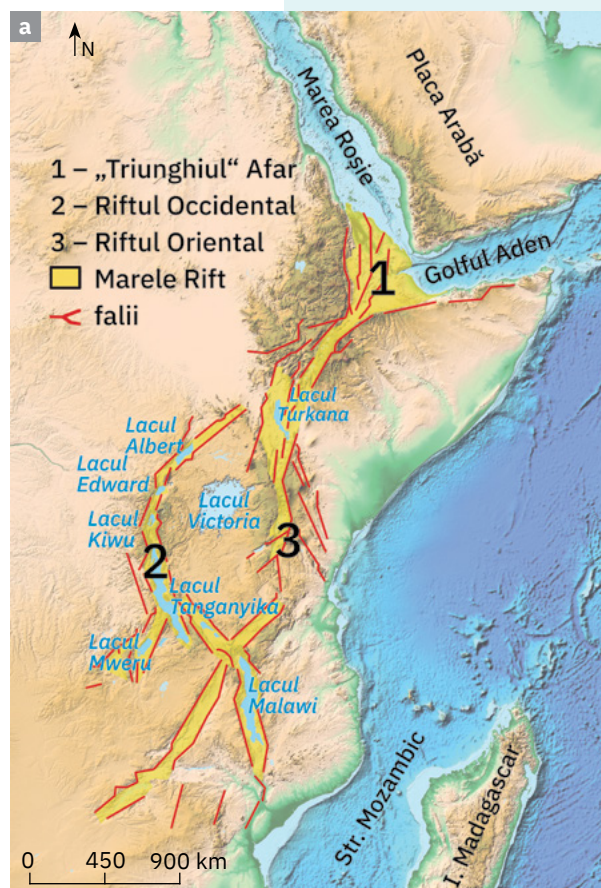 a
N
Marea Roșie
Placa Arabă
1 – „Triunghiul“ Afar
2 – Riftul Occidental
3 – Riftul Oriental
Marele Rift
falii
1
Golful Aden
Lacul
Turkana
Lacul
Albert
Lacul
Edward
Lacul
Victoria
Lacul
Kiwu
3
2
Lacul
Tanganyika
Lacul
Mweru
Lacul
Malawi
Str. Mozambic
I. Madagascar
0 450 900 km